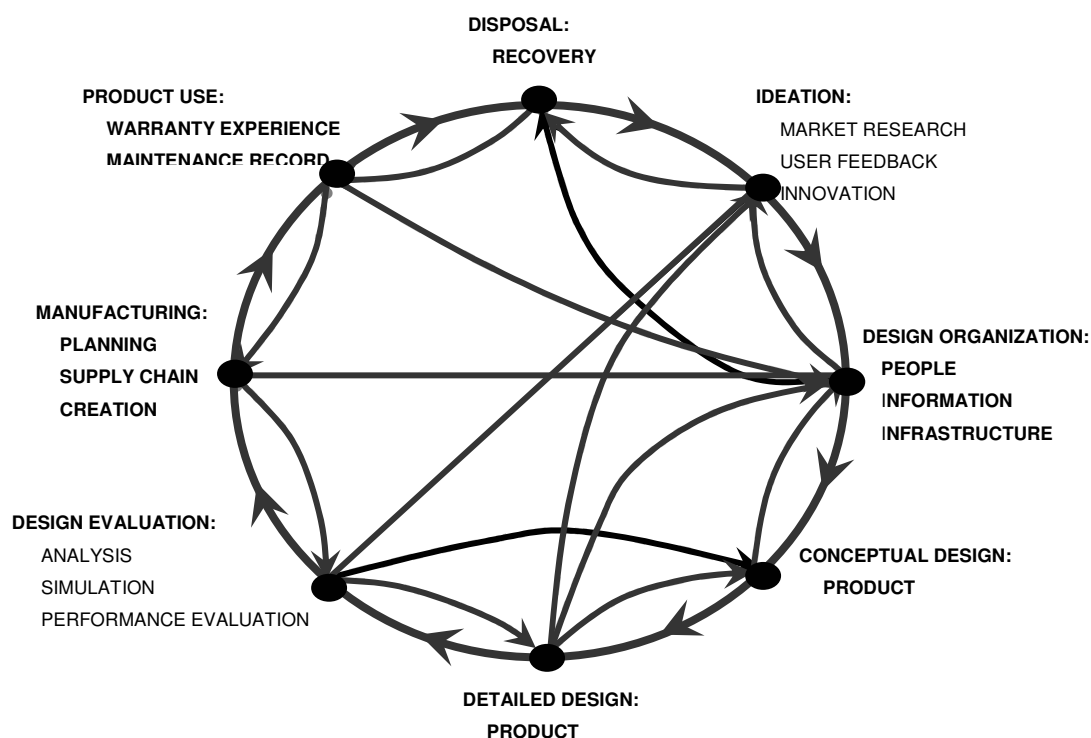 DISPOSAL:
RECOVERY
PRODUCT USE:
WARRANTY EXPERIENCE
MAINTENANCE RECORD
IDEATION:
MARKET RESEARCH
USER FEEDBACK
INNOVATION
MANUFACTURING:
PLANNING
SUPPLY CHAIN
CREATION
DESIGN ORGANIZATION:
PEOPLE
INFORMATION
INFRASTRUCTURE
DESIGN EVALUATION:
ANALYSIS
SIMULATION
PERFORMANCE EVALUATION
CONCEPTUAL DESIGN:
PRODUCT
DETAILED DESIGN:
PRODUCT